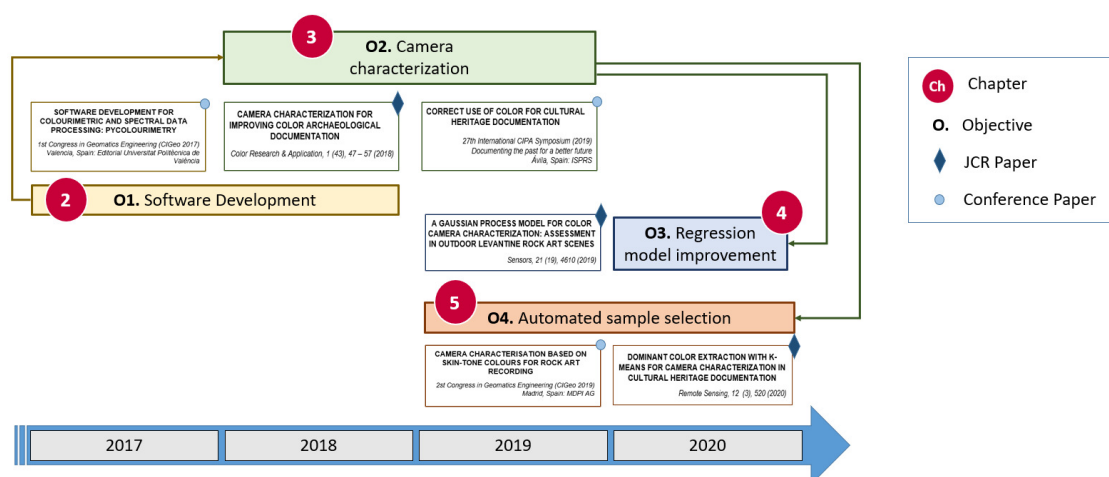 3
O2. Camera
characterization
SOFTWARE DEVELOPMENT FOR
COLOURIMETRIC AND SPECTRAL DATA
PROCESSING: PYCOLOURIMETRY
1st Congress in Geomatics Engineering (CIGeo 2017)
Valencia, Spain: Editorial Universitat Politècnica de
València
CAMERA CHARACTERIZATION FOR
IMPROVING COLOR ARCHAEOLOGICAL
DOCUMENTATION
Color Research & Application, 1 (43), 47 – 57 (2018)
CORRECT USE OF COLOR FOR CULTURAL
HERITAGE DOCUMENTATION
27th International CIPA Symposium (2019)
Documenting the past for a better future
Ávila, Spain: ISPRS
2
O1. Software Development
A GAUSSIAN PROCESS MODEL FOR COLOR
CAMERA CHARACTERIZATION: ASSESSMENT
IN OUTDOOR LEVANTINE ROCK ART SCENES
Sensors, 21 (19), 4610 (2019)
4
O3. Regression
model improvement
5
O4. Automated sample selection
CAMERA CHARACTERISATION BASED ON
SKIN-TONE COLOURS FOR ROCK ART
RECORDING
2st Congress in Geomatics Engineering (CIGeo 2019)
Madrid, Spain: MDPI AG
DOMINANT COLOR EXTRACTION WITH K-
MEANS FOR CAMERA CHARACTERIZATION IN
CULTURAL HERITAGE DOCUMENTATION
Remote Sensing, 12 (3), 520 (2020)
2017
2018
2019
2020
Ch Chapter
O. Objective
JCR Paper
Conference Paper